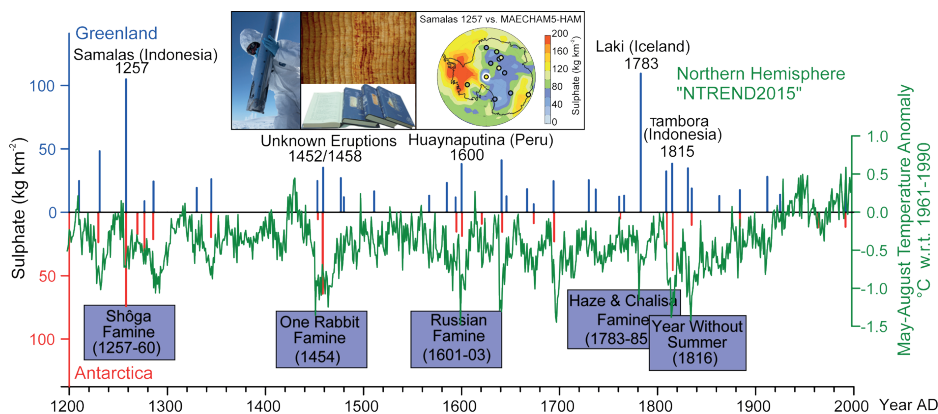 Greenland
Samalas (Indonesia)
1257
Samalas 1257 vs. MAECHAM5-HAM
200
160
120
80
40
0
Sulphate (kg km-2)
Laki (Iceland)
1783
Northern Hemisphere
"NTREND2015"
Tambora
(Indonesia)
1815
Unknown Eruptions
1452/1458
Huaynaputina (Peru)
1600
100
50
0
50
100
Sulphate (kg km-2)
1.0
0.5
0.0
-0.5
-1.0
-1.5
May-August Temperature Anomaly
°C w.r.t. 1961-1990
Shôga
Famine
(1257-60)
One Rabbit
Famine
(1454)
Russian
Famine
(1601-03)
Haze & Chalisa
Famine
(1783-85
Year Without
Summer
(1816)
Antarctica
1200
1300
1400
1500
1600
1700
1800
1900
2000
Year AD